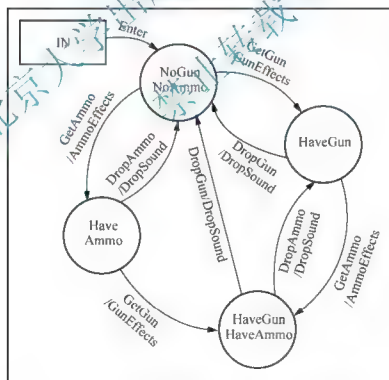 IN
Enter
NoGun
NoAmmo
GetGun
GunEffects
GetAmmo
/AmmoEffects
DropAmmo
/DropSound
DropGun
/DropSound
HaveGun
DropGun/DropSound
Have
Ammo
DropAmmo
/DropSound
GetAmmo
/AmmoEffects
GetGun
/GunEffects
HaveGun
HaveAmmo